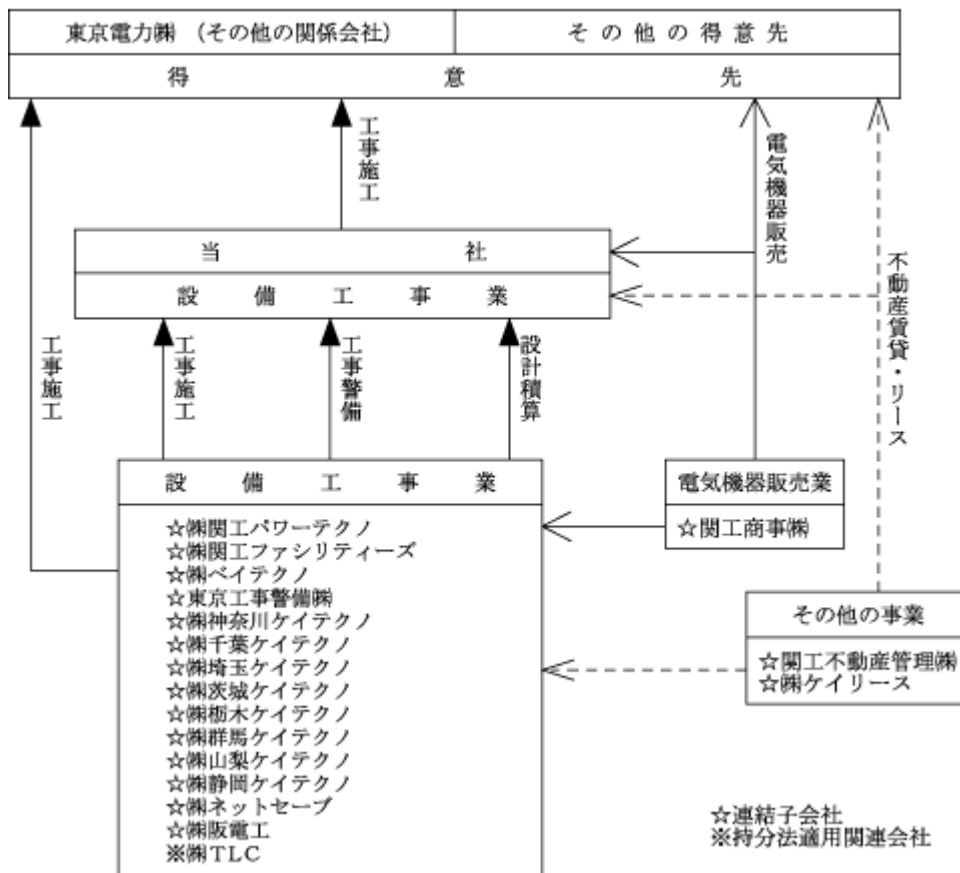 東京電力㈱ (その他の関係会社)
その他の得意先
得意先
工事施工
電気機器販売
当社
設備工事業
不動産賃貸・リース
工事施工
工事施工
工事警備
設計積算
設備工事業
☆㈱関工パワーテクノ
☆㈱関工ファシリティーズ
☆㈱ベイテクノ
☆東京工事警備㈱
☆㈱神奈川ケイテクノ
☆㈱千葉ケイテクノ
☆㈱埼玉ケイテクノ
☆㈱茨城ケイテクノ
☆㈱栃木ケイテクノ
☆㈱群馬ケイテクノ
☆㈱山梨ケイテクノ
☆㈱静岡ケイテクノ
☆㈱ネットセーブ
☆㈱阪電工
※㈱TLC
電気機器販売業
☆関工商事㈱
その他の事業
☆関工不動産管理㈱
☆㈱ケイリース
☆連結子会社
※持分法適用関連会社